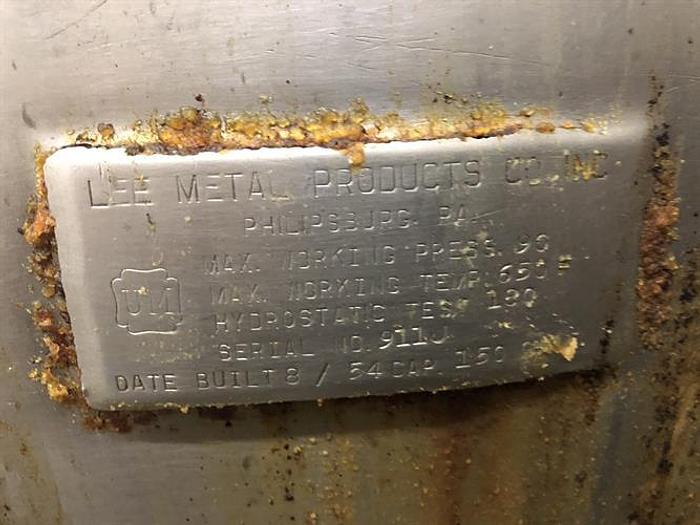 LEE METAL PRODUCTS CO. INC
PHILIPSBURG. PA.
MAX. WORKING PRESS. 90
UM
MAX. WORKING TEMP. 650 F
HYDROSTATIC TEST
SERIAL NO. 911J
DATE BUILT 8 / 54 CAP. 150